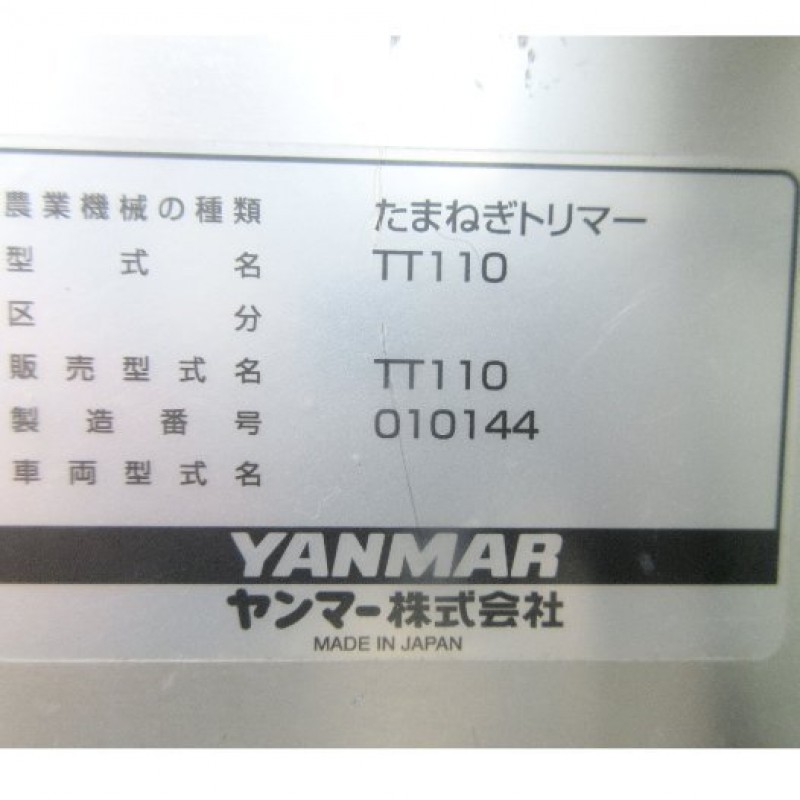 農業機械の種類 たまねぎトリマー
型式名 TT110
区分
販売型式名 TT110
製造番号 010144
車両型式名
YANMAR
ヤンマー株式会社
MADE IN JAPAN